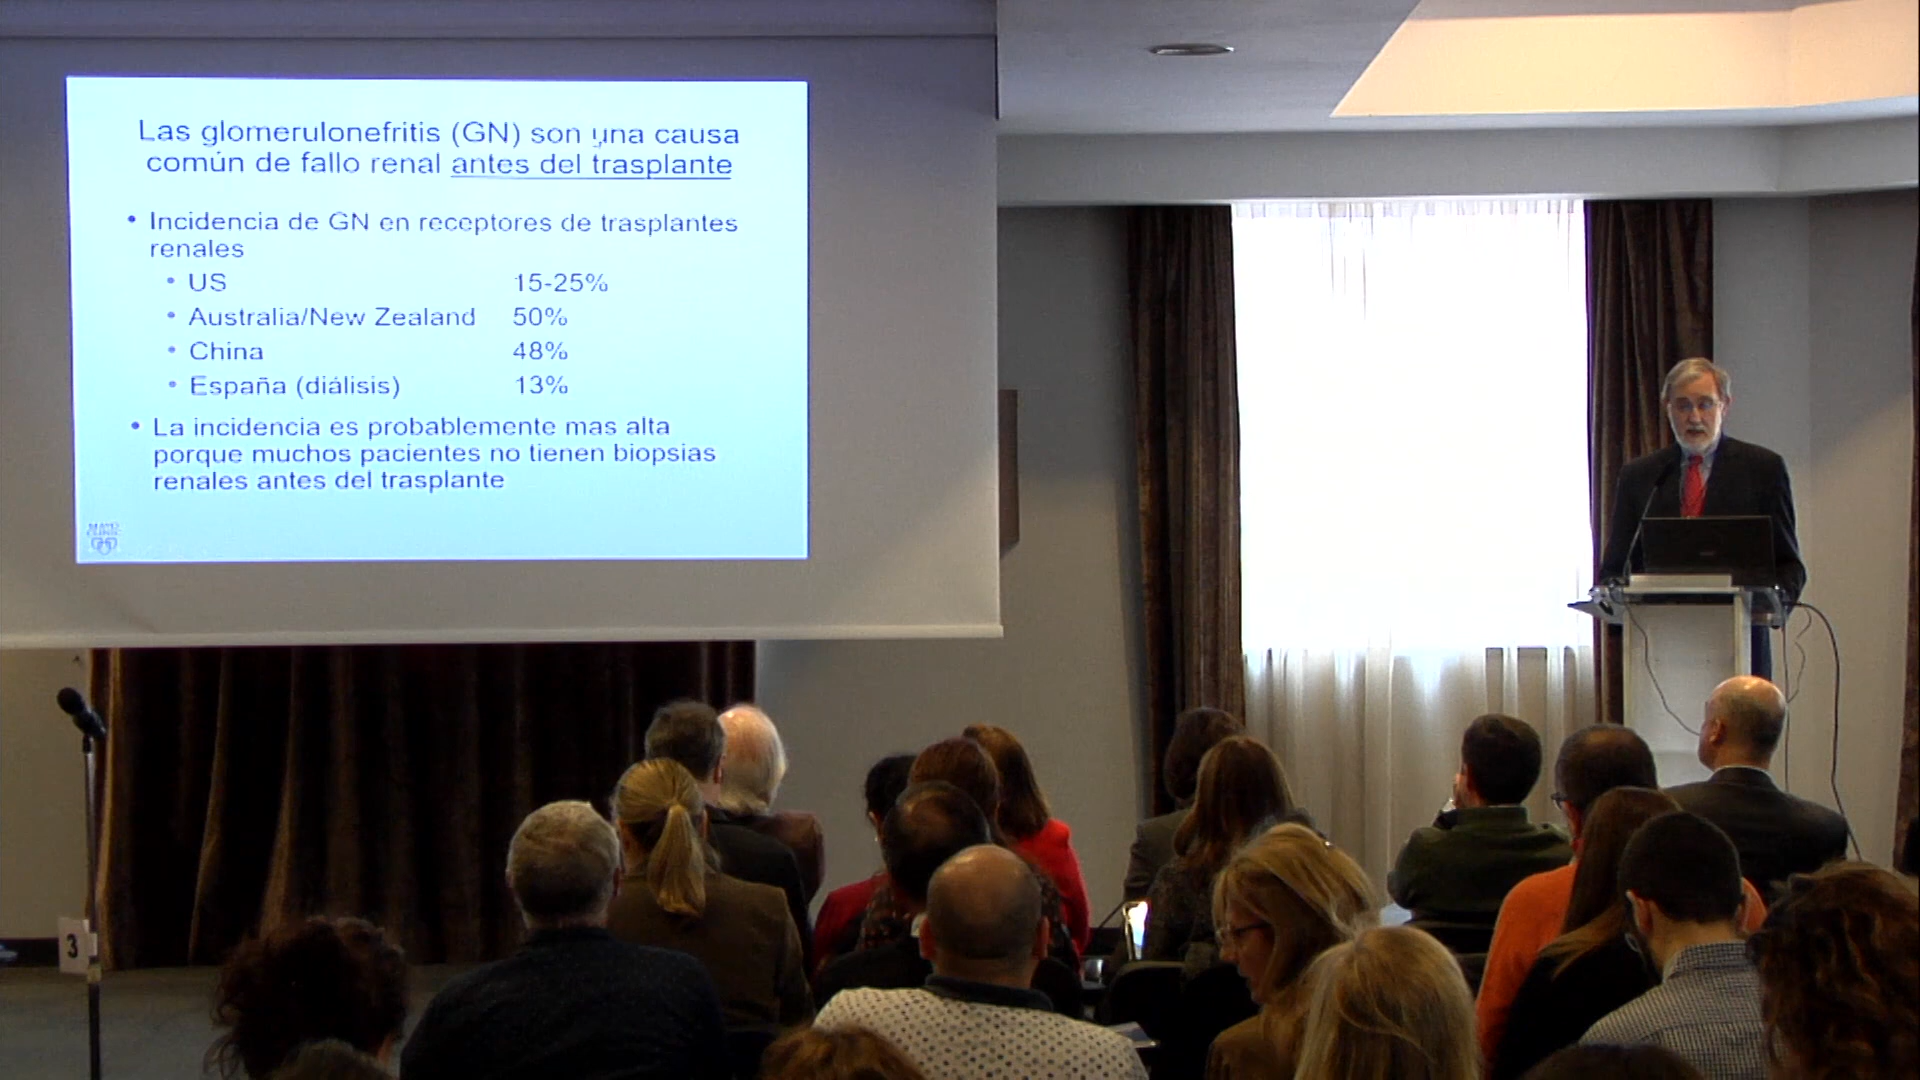 Las glomerulonefritis (GN) son una causa
común de fallo renal antes del trasplante
• Incidencia de GN en receptores de trasplantes
renales
• US 15-25%
• Australia/New Zealand 50%
• China 48%
• España (diálisis) 13%
• La incidencia es probablemente mas alta
porque muchos pacientes no tienen biopsias
renales antes del trasplante
MAYO
CLINIC
3